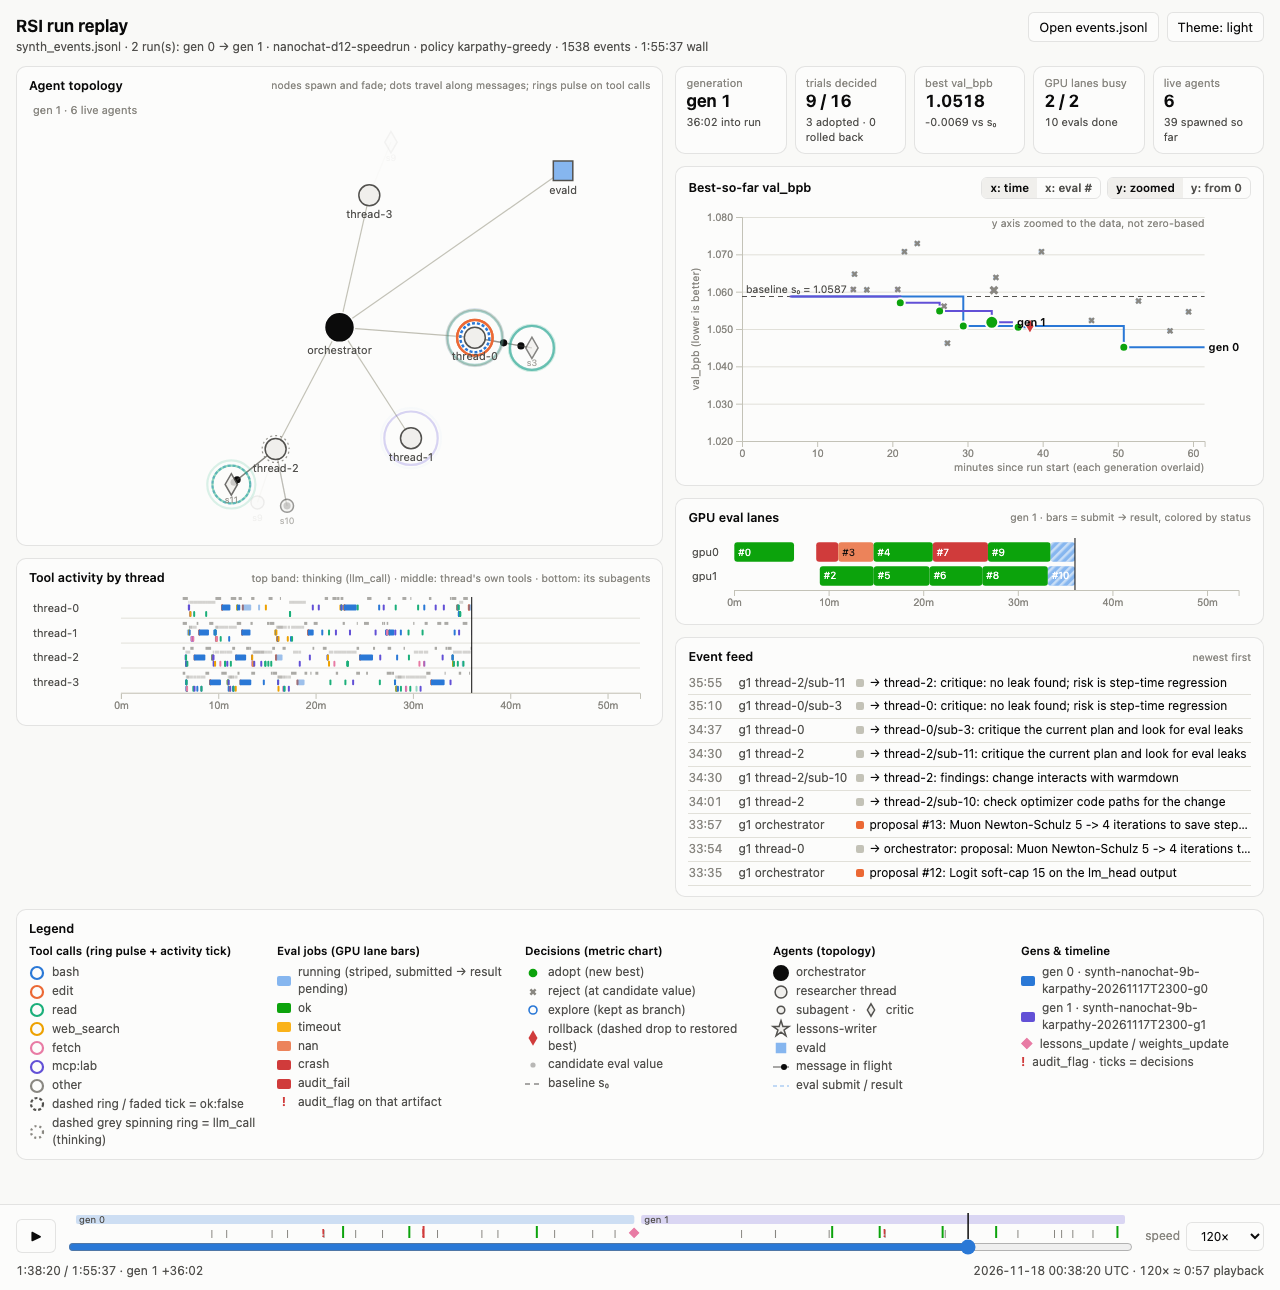 RSI run replay
synth_events.jsonl · 2 run(s): gen 0 → gen 1 · nanochat-d12-speedrun · policy karpathy-greedy · 1538 events · 1:55:37 wall
Open events.jsonl
Theme: light
Agent topology
nodes spawn and fade; dots travel along messages; rings pulse on tool calls
gen 1 · 6 live agents
evald
thread-3
orchestrator
thread-0
s3
thread-1
thread-2
s11
s10
generation
gen 1
36:02 into run
trials decided
9 / 16
3 adopted · 0
rolled back
best val_bpb
1.0518
-0.0069 vs s₀
GPU lanes busy
2 / 2
10 evals done
live agents
6
39 spawned so
far
Best-so-far val_bpb
x: time
x: eval #
y: zoomed
y: from 0
y axis zoomed to the data, not zero-based
val_bpb (lower is better)
1.080
1.070
1.060
1.050
1.040
1.030
1.020
baseline s₀ = 1.0587
gen 1
gen 0
0
10
20
30
40
50
60
minutes since run start (each generation overlaid)
GPU eval lanes
gen 1 · bars = submit → result, colored by status
gpu0
#0
#3
#4
#7
#9
gpu1
#2
#5
#6
#8
#10
0m
10m
20m
30m
40m
50m
Tool activity by thread
top band: thinking (llm_call) · middle: thread's own tools · bottom: its subagents
thread-0
thread-1
thread-2
thread-3
0m
10m
20m
30m
40m
50m
Event feed
newest first
35:55 g1 thread-2/sub-11 → thread-2: critique: no leak found; risk is step-time regression
35:10 g1 thread-0/sub-3 → thread-0: critique: no leak found; risk is step-time regression
34:37 g1 thread-0 → thread-0/sub-3: critique the current plan and look for eval leaks
34:30 g1 thread-2 → thread-2/sub-11: critique the current plan and look for eval leaks
34:30 g1 thread-2/sub-10 → thread-2: findings: change interacts with warmdown
34:01 g1 thread-2 → thread-2/sub-10: check optimizer code paths for the change
33:57 g1 orchestrator proposal #13: Muon Newton-Schulz 5 -> 4 iterations to save step...
33:54 g1 thread-0 → orchestrator: proposal: Muon Newton-Schulz 5 -> 4 iterations t...
33:35 g1 orchestrator proposal #12: Logit soft-cap 15 on the lm_head output
Legend
Tool calls (ring pulse + activity tick)
bash
edit
read
web_search
fetch
mcp:lab
other
dashed ring / faded tick = ok:false
dashed grey spinning ring = llm_call
(thinking)
Eval jobs (GPU lane bars)
running (striped, submitted → result
pending)
ok
timeout
nan
crash
audit_fail
! audit_flag on that artifact
Decisions (metric chart)
adopt (new best)
reject (at candidate value)
explore (kept as branch)
rollback (dashed drop to restored
best)
candidate eval value
baseline s₀
Agents (topology)
orchestrator
researcher thread
subagent · critic
lessons-writer
evald
message in flight
eval submit / result
Gens & timeline
gen 0 · synth-nanochat-9b-
karpathy-20261117T2300-g0
gen 1 · synth-nanochat-9b-
karpathy-20261117T2300-g1
lessons_update / weights_update
! audit_flag · ticks = decisions
gen 0
gen 1
speed
120×
1:38:20 / 1:55:37 · gen 1 +36:02
2026-11-18 00:38:20 UTC · 120× ≈ 0:57 playback